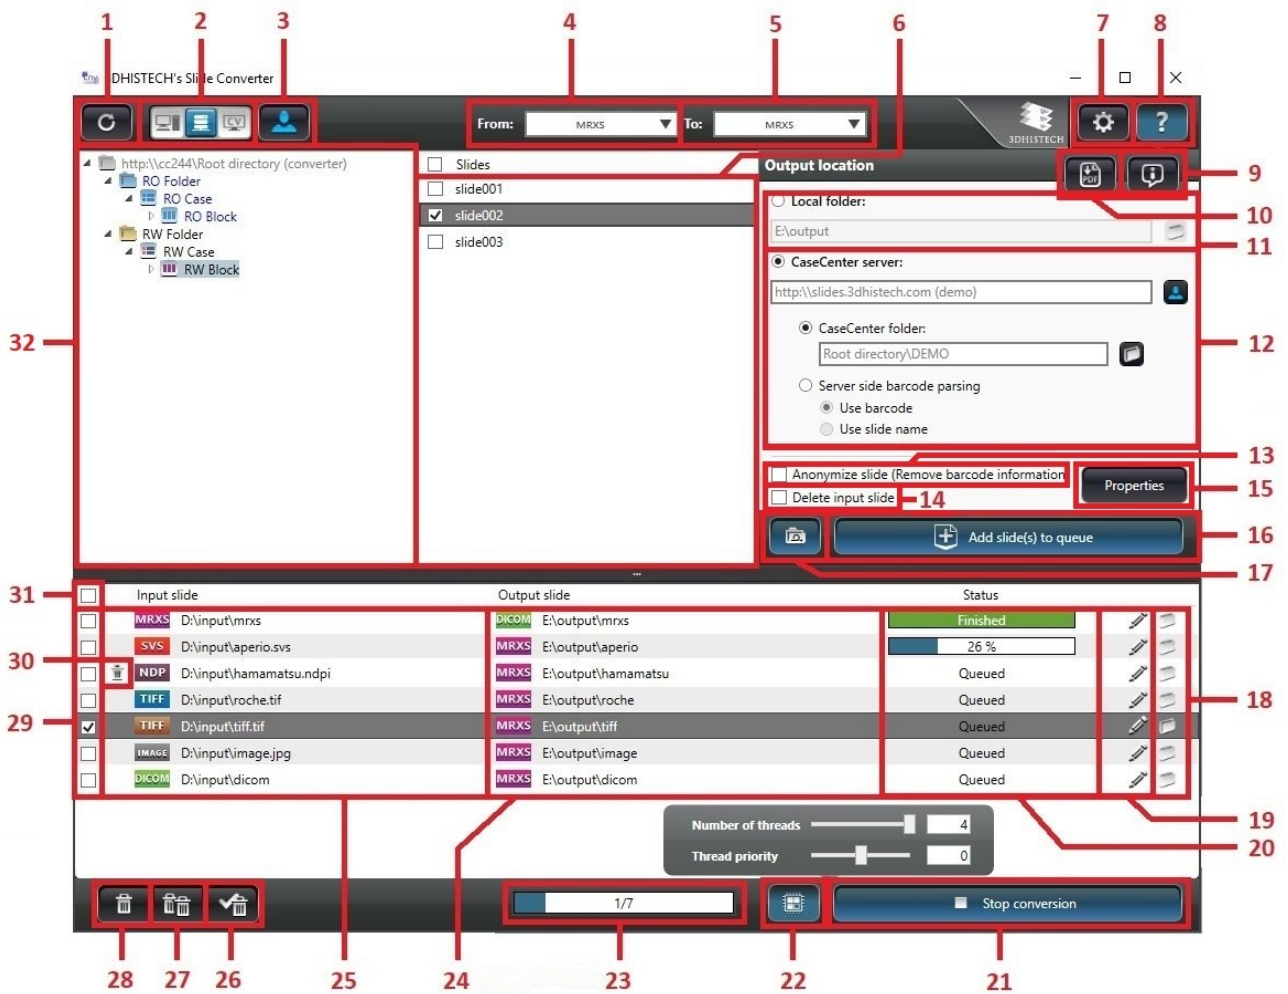 1 2 3 4 5 6 7 8
DHISTECH's Slide Converter
From: MRXS To: MRXS
3DHISTECH
?
http:\\cc244\Root directory (converter)
RO Folder
RO Case
RO Block
RW Folder
RW Case
RW Block
32
Slides
slide001
slide002
slide003
Output location
PDF
9
10
Local folder:
E:\output
11
CaseCenter server:
http:\\slides.3dhistech.com (demo)
CaseCenter folder:
12
Root directory\DEMO
Server side barcode parsing
Use barcode
Use slide name
13
Anonymize slide (Remove barcode information
Properties
15
Delete input slide
14
Add slide(s) to queue
16
17
31 Input slide Output slide Status
MRXS D:\input\mrxs DICOM E:\output\mrxs Finished
SVS D:\input\aperio.svs MRXS E:\output\aperio 26 %
30 NDP D:\input\hamamatsu.ndpi MRXS E:\output\hamamatsu Queued
TIFF D:\input\roche.tif MRXS E:\output\roche Queued 18
29 TIFF D:\input\tiff.tif MRXS E:\output\tiff Queued
IMAGE D:\input\image.jpg MRXS E:\output\image Queued
DICOM D:\input\dicom MRXS E:\output\dicom Queued
Number of threads 4
19
Thread priority 0
20
1/7
Stop conversion
28 27 26 25 24 23 22 21